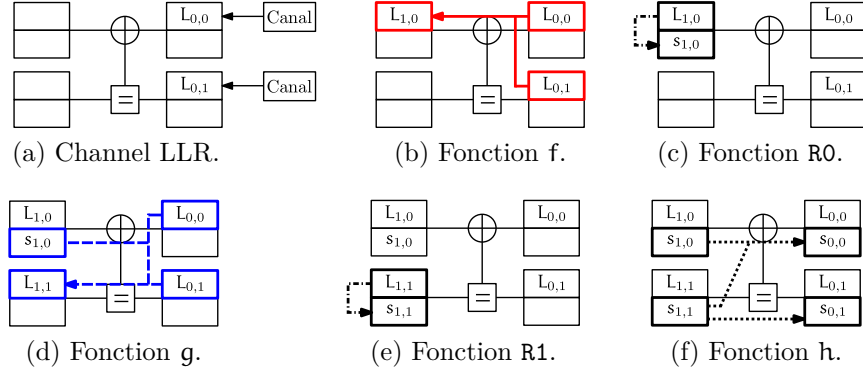 L0,0 Canal
L0,1 Canal
=
(a) Channel LLR.
L1,0 L0,0
L0,1
=
(b) Fonction f.
L1,0 L0,0
s1,0
L0,1
=
(c) Fonction R0.
L1,0 L0,0
s1,0
L1,1 L0,1
=
(d) Fonction g.
L1,0 L0,0
s1,0
L1,1 L0,1
s1,1 =
(e) Fonction R1.
L1,0 L0,0
s1,0 s0,0
L1,1 L0,1
s1,1 = s0,1
(f) Fonction h.